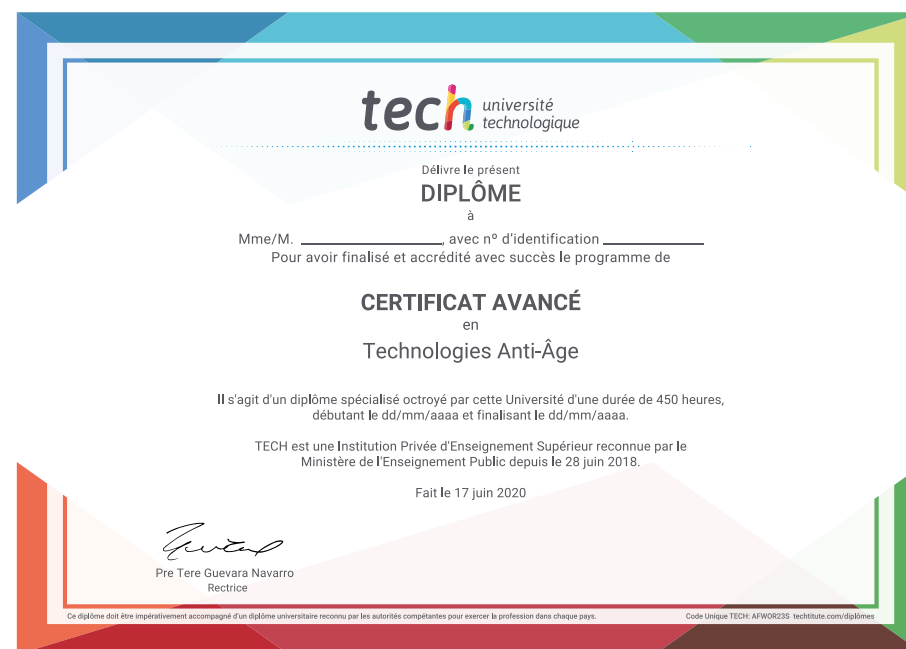 tech université
technologique
Délivre le présent
DIPLÔME
à
Mme/M. ____________________, avec nº d'identification ______________
Pour avoir finalisé et accrédité avec succès le programme de
CERTIFICAT AVANCÉ
en
Technologies Anti-Âge
Il s'agit d'un diplôme spécialisé octroyé par cette Université d'une durée de 450 heures,
débutant le dd/mm/aaaa et finalisant le dd/mm/aaaa.
TECH est une Institution Privée d'Enseignement Supérieur reconnue par le
Ministère de l'Enseignement Public depuis le 28 juin 2018.
Fait le 17 juin 2020
Pre Tere Guevara Navarro
Rectrice
Ce diplôme doit être impérativement accompagné d'un diplôme universitaire reconnu par les autorités compétentes pour exercer la profession dans chaque pays.
Code Unique TECH: AFWOR23S techtitute.com/diplômes